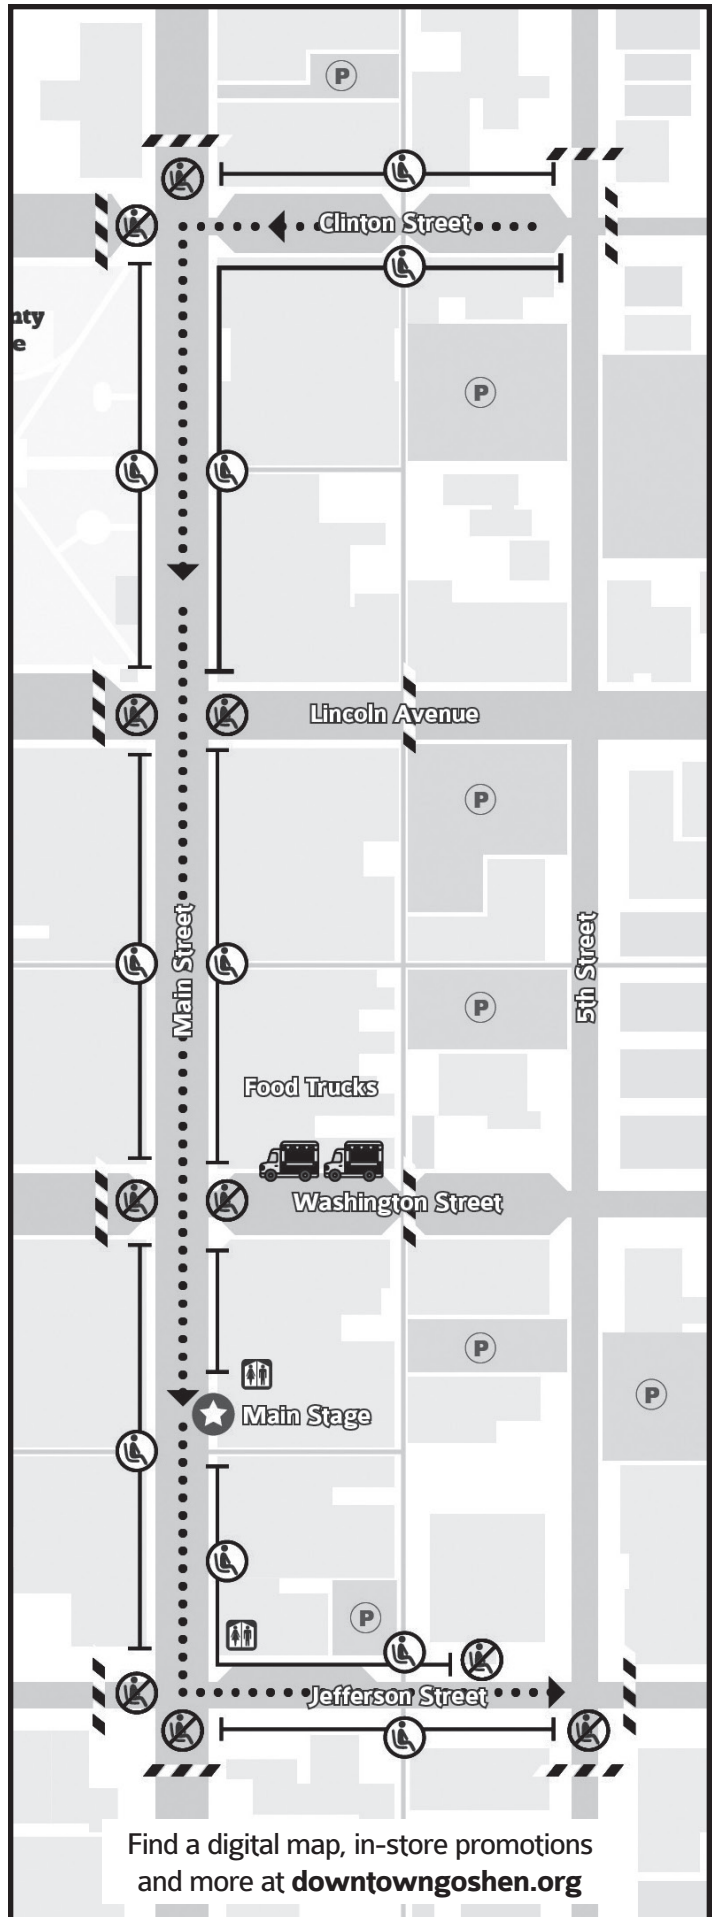 P
Clinton Street
nty
e
P
Lincoln Avenue
P
Main Street
5th Street
P
Food Trucks
Washington Street
P
P
Main Stage
P
Jefferson Street
Find a digital map, in-store promotions
and more at downtowngoshen.org